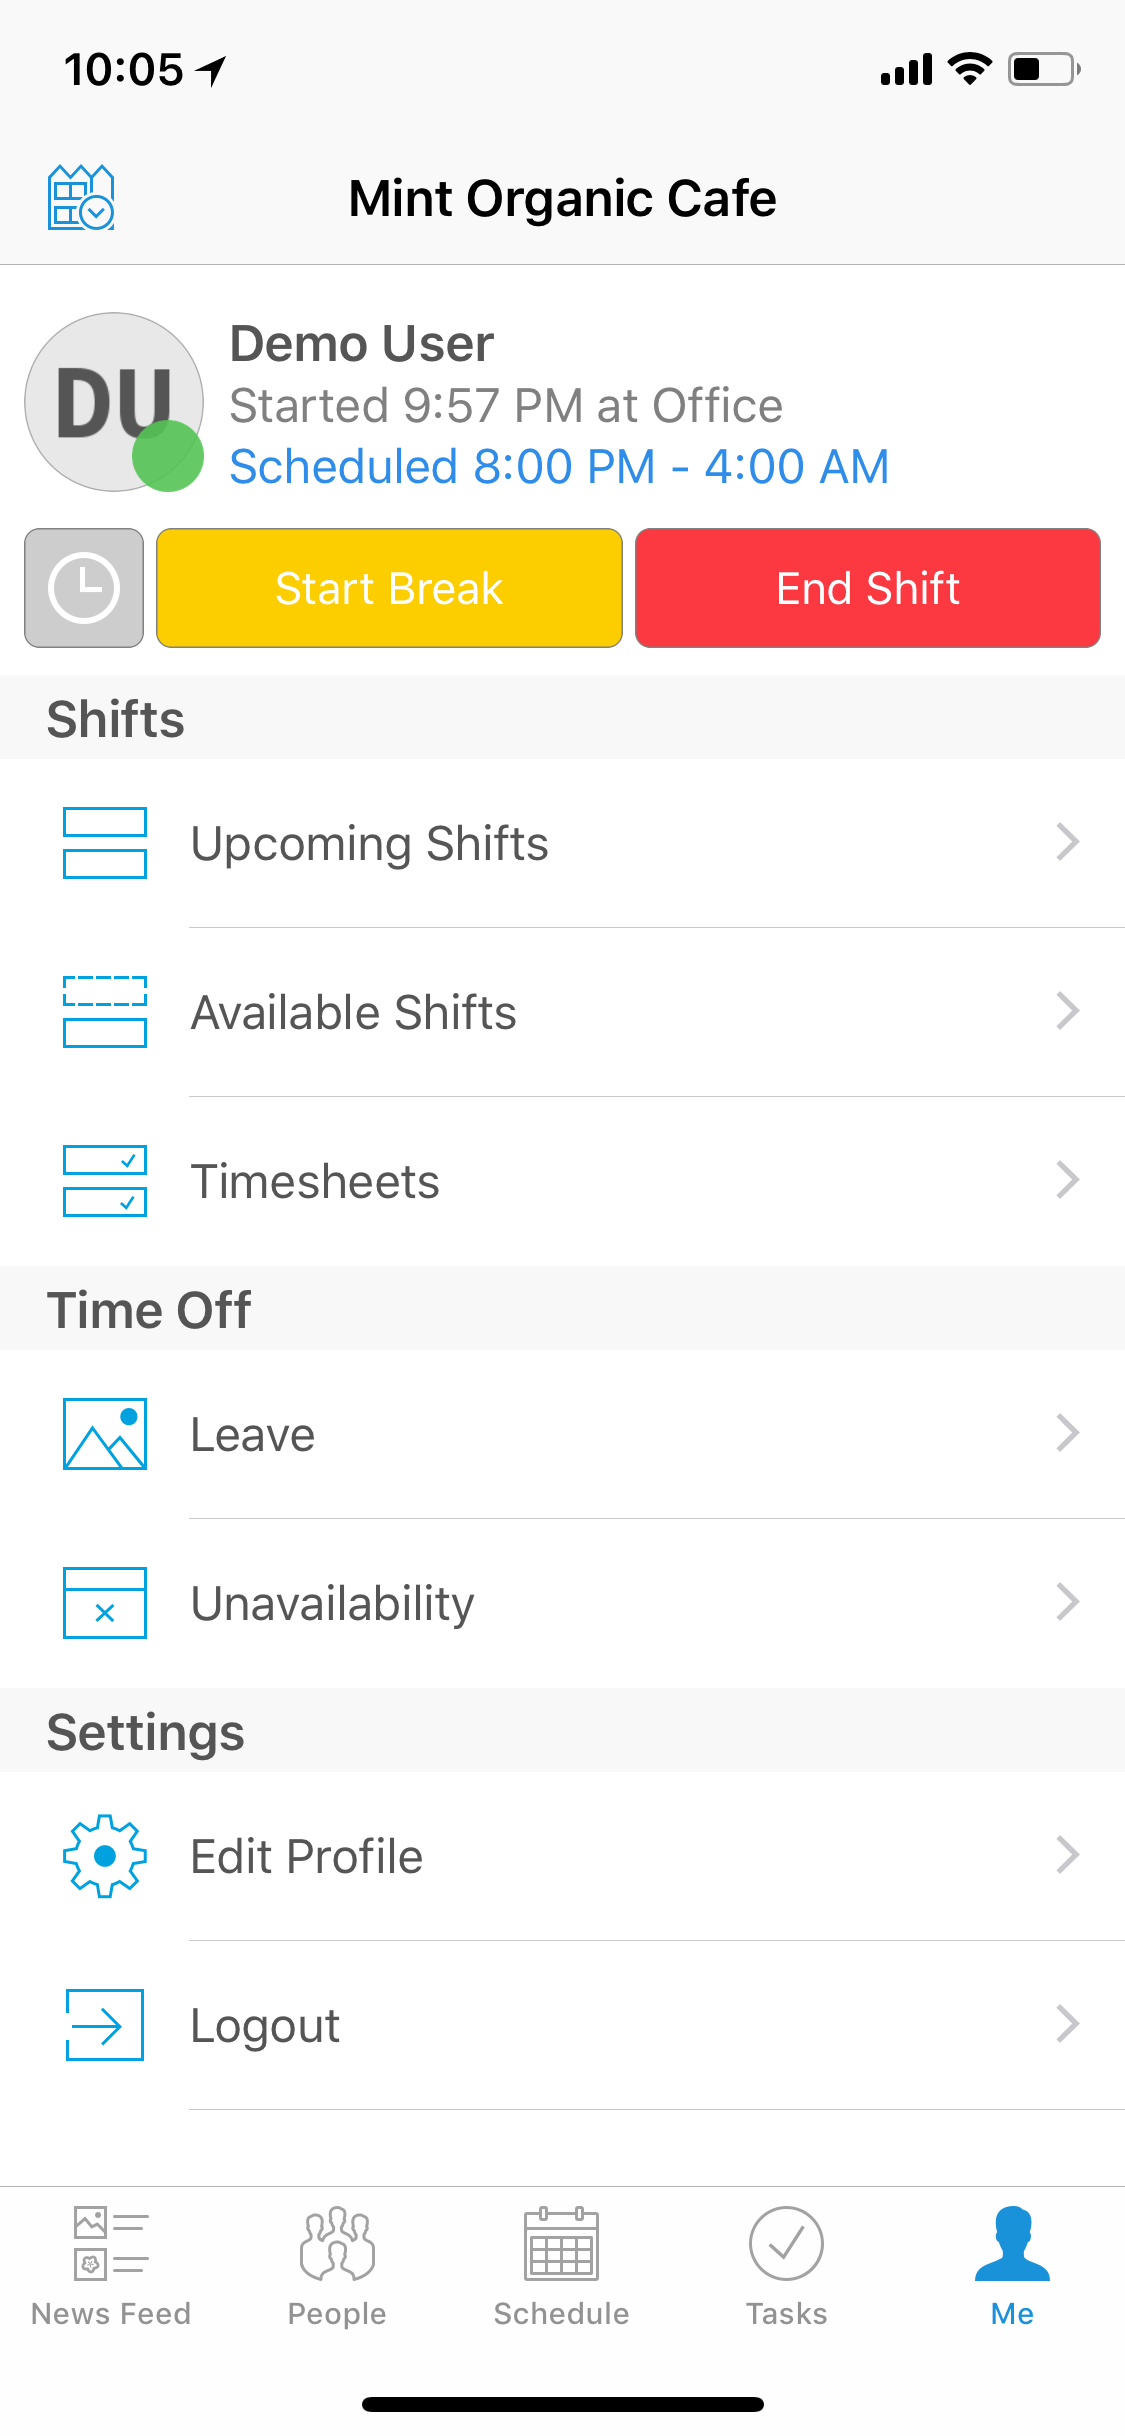 10:05
Mint Organic Cafe
DU
Demo User
Started 9:57 PM at Office
Scheduled 8:00 PM - 4:00 AM
Start Break
End Shift
Shifts
Upcoming Shifts
Available Shifts
Timesheets
Time Off
Leave
Unavailability
Settings
Edit Profile
Logout
News Feed
People
Schedule
Tasks
Me